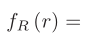 f_R (r) =